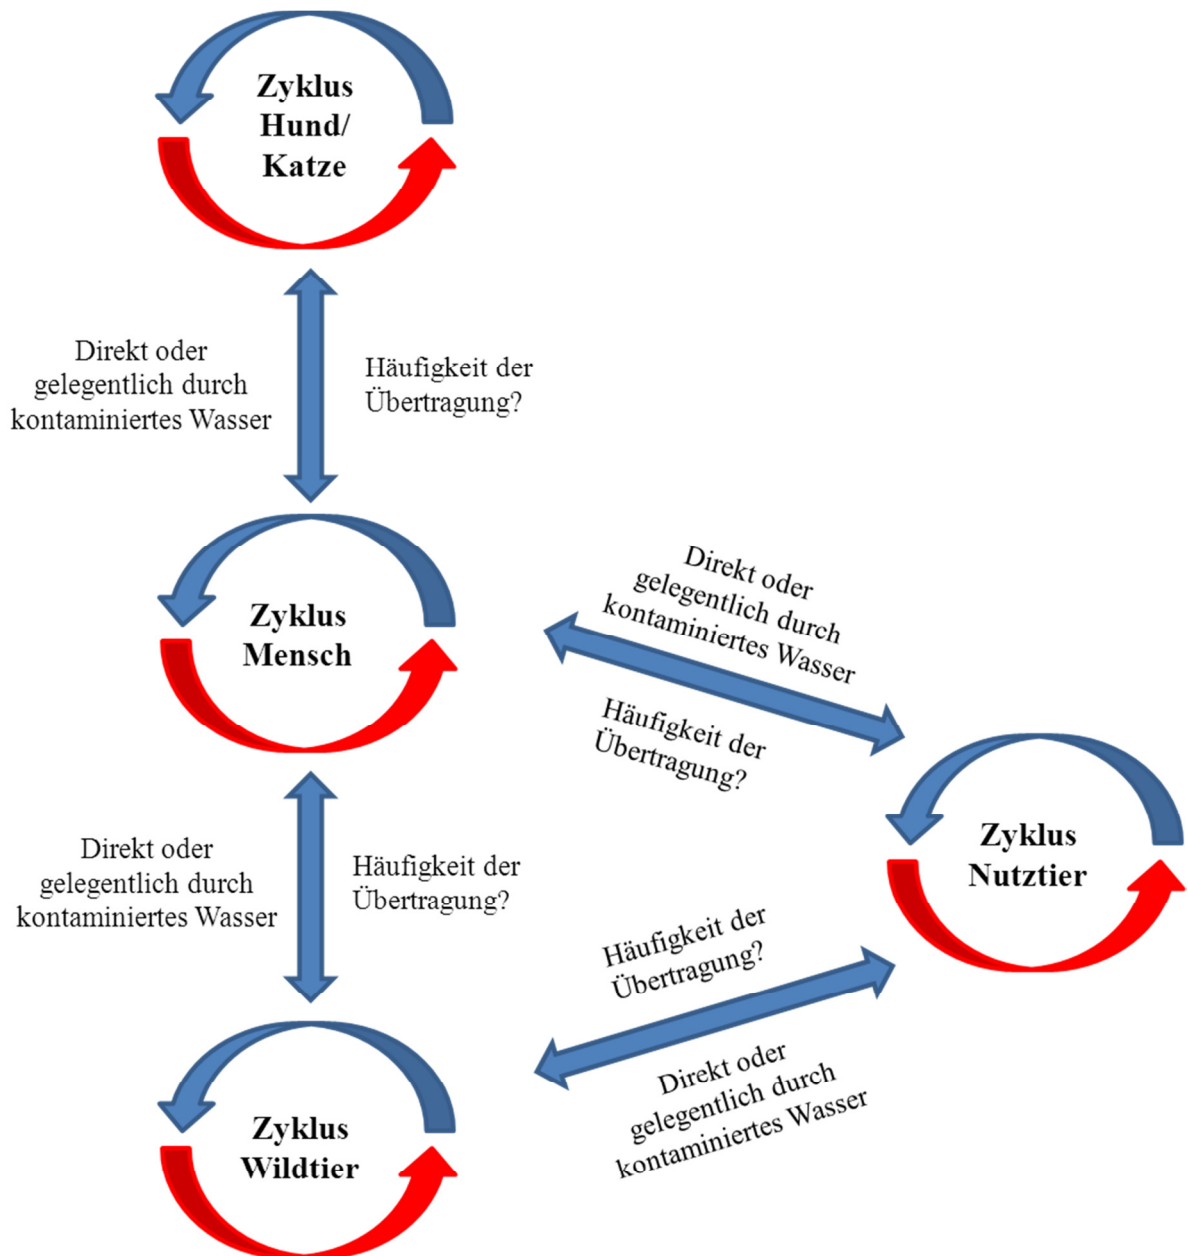 Zyklus
Hund/
Katze
Direkt oder
gelegentlich durch
kontaminiertes Wasser
Häufigkeit der
Übertragung?
Zyklus
Mensch
Direkt oder
gelegentlich durch
kontaminiertes Wasser
Häufigkeit der
Übertragung?
Direkt oder
gelegentlich durch
kontaminiertes Wasser
Häufigkeit der
Übertragung?
Zyklus
Nutztier
Häufigkeit der
Übertragung?
Direkt oder
gelegentlich durch
kontaminiertes Wasser
Zyklus
Wildtier